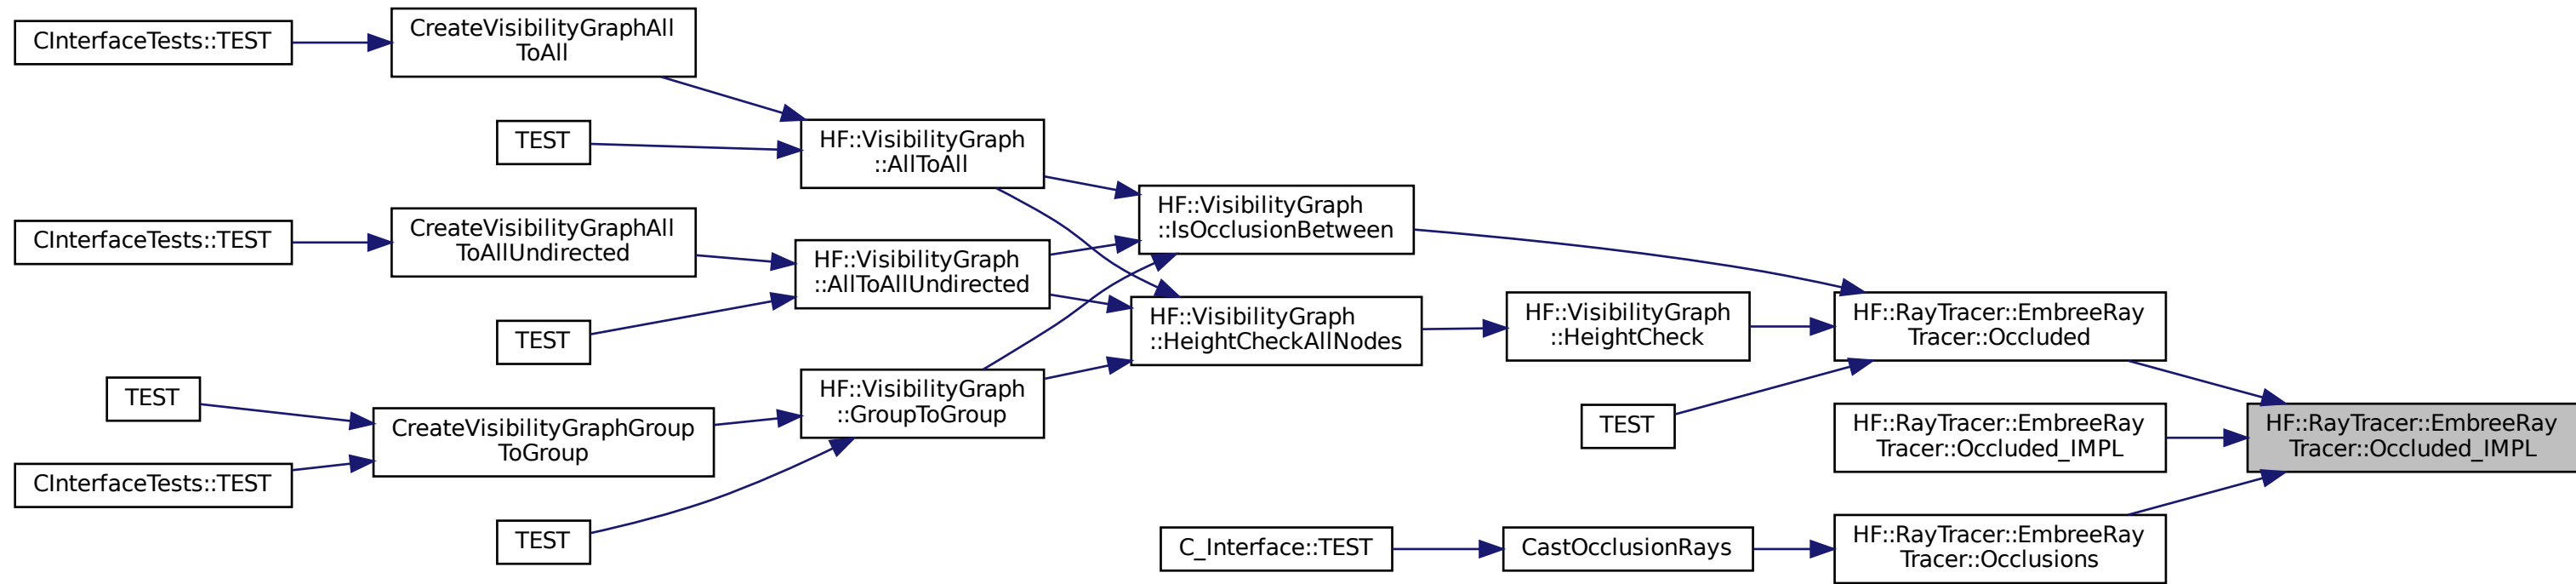 CInterfaceTests::TEST
CreateVisibilityGraphAll
ToAll
TEST
HF::VisibilityGraph
::AllToAll
CInterfaceTests::TEST
CreateVisibilityGraphAll
ToAllUndirected
HF::VisibilityGraph
::AllToAllUndirected
TEST
HF::VisibilityGraph
::IsOcclusionBetween
HF::VisibilityGraph
::HeightCheckAllNodes
HF::VisibilityGraph
::HeightCheck
HF::RayTracer::EmbreeRay
Tracer::Occluded
TEST
CreateVisibilityGraphGroup
ToGroup
HF::VisibilityGraph
::GroupToGroup
CInterfaceTests::TEST
TEST
TEST
HF::RayTracer::EmbreeRay
Tracer::Occluded_IMPL
HF::RayTracer::EmbreeRay
Tracer::Occluded_IMPL
C_Interface::TEST
CastOcclusionRays
HF::RayTracer::EmbreeRay
Tracer::Occlusions